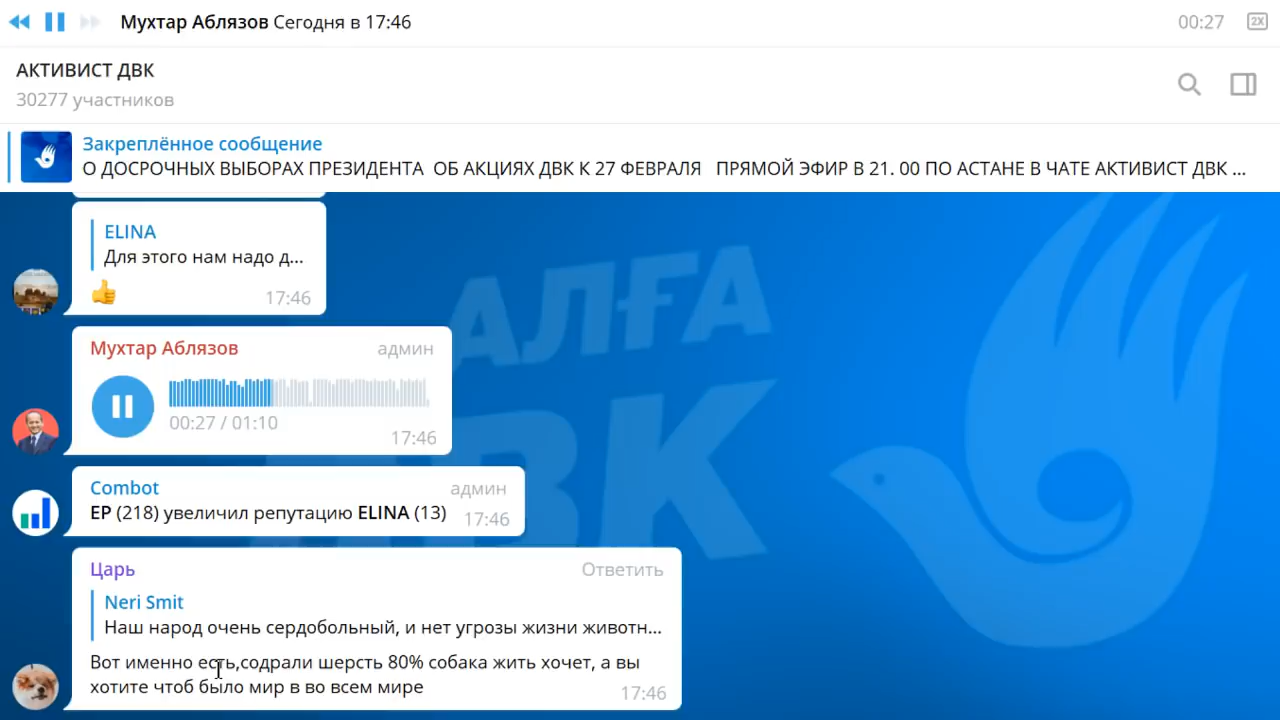 Мухтар Аблязов Сегодня в 17:46
00:27
2X
АКТИВИСТ ДВК
30277 участников
Закреплённое сообщение
О ДОСРОЧНЫХ ВЫБОРАХ ПРЕЗИДЕНТА ОБ АКЦИЯХ ДВК К 27 ФЕВРАЛЯ ПРЯМОЙ ЭФИР В 21. 00 ПО АСТАНЕ В ЧАТЕ АКТИВИСТ ДВК ...
ELINA
Для этого нам надо д...
17:46
АЛҒА
ДВК
Мухтар Аблязов админ
00:27 / 01:10
17:46
Combot админ
EP (218) увеличил репутацию ELINA (13) 17:46
Царь Ответить
Neri Smit
Наш народ очень сердобольный, и нет угрозы жизни животн...
Вот именно есть,содрали шерсть 80% собака жить хочет, а вы
хотите чтоб было мир в во всем мире 17:46